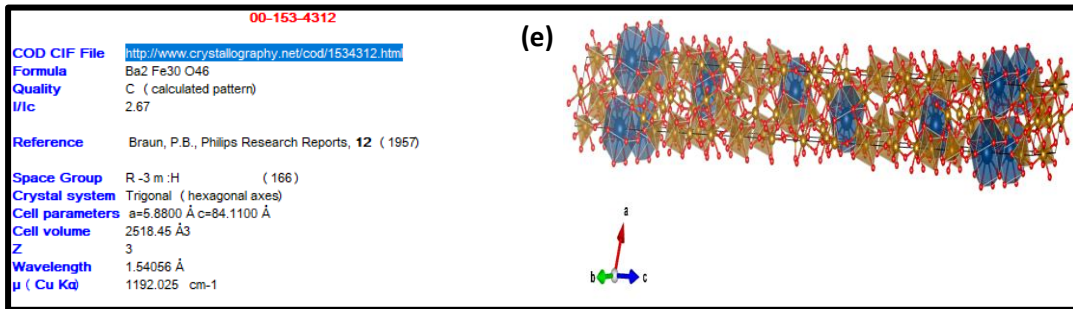 00-153-4312
COD CIF File http://www.crystallography.net/cod/1534312.html
Formula Ba2 Fe30 O46
Quality C ( calculated pattern)
I/Ic 2.67
Reference Braun, P.B., Philips Research Reports, 12 ( 1957)
Space Group R -3 m :H ( 166)
Crystal system Trigonal ( hexagonal axes)
Cell parameters a=5.8800 Å c=84.1100 Å
Cell volume 2518.45 Å3
Z 3
Wavelength 1.54056 Å
µ ( Cu Kα) 1192.025 cm-1
(e)
a
b c